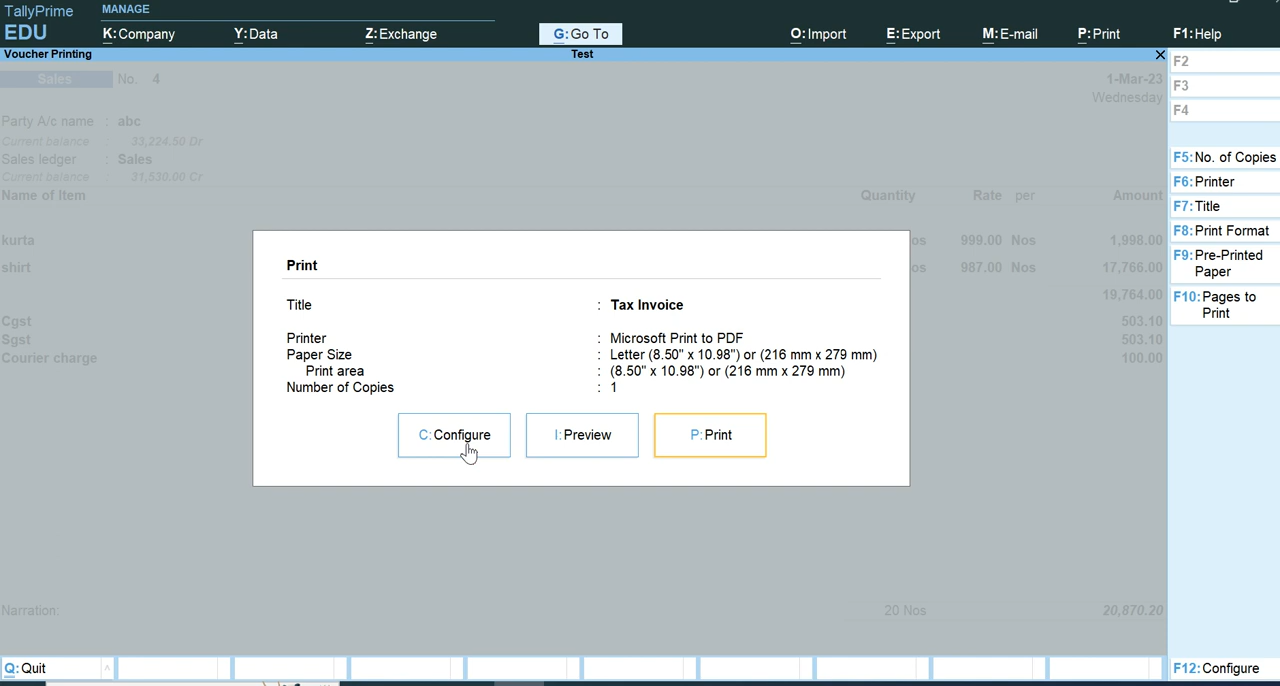 TallyPrime MANAGE
EDU K:Company Y:Data Z:Exchange G:Go To O:Import E:Export M:E-mail P:Print F1:Help
Voucher Printing Test
F2
F3
F4
F5:No. of Copies
F6:Printer
F7:Title
F8:Print Format
F9:Pre-Printed
Paper
F10:Pages to
Print
F12:Configure
Sales No. 4 1-Mar-23
Wednesday
Party A/c name : abc
Current balance : 33,224.50 Dr
Sales ledger : Sales
Current balance : 31,530.00 Cr
Name of Item Quantity Rate per Amount
kurta os 999.00 Nos 1,998.00
shirt os 987.00 Nos 17,766.00
19,764.00
Cgst 503.10
Sgst 503.10
Courier charge 100.00
Print
Title : Tax Invoice
Printer : Microsoft Print to PDF
Paper Size : Letter (8.50" x 10.98") or (216 mm x 279 mm)
Print area : (8.50" x 10.98") or (216 mm x 279 mm)
Number of Copies : 1
C:Configure I:Preview P:Print
Narration: 20 Nos 20,870.20
Q:Quit